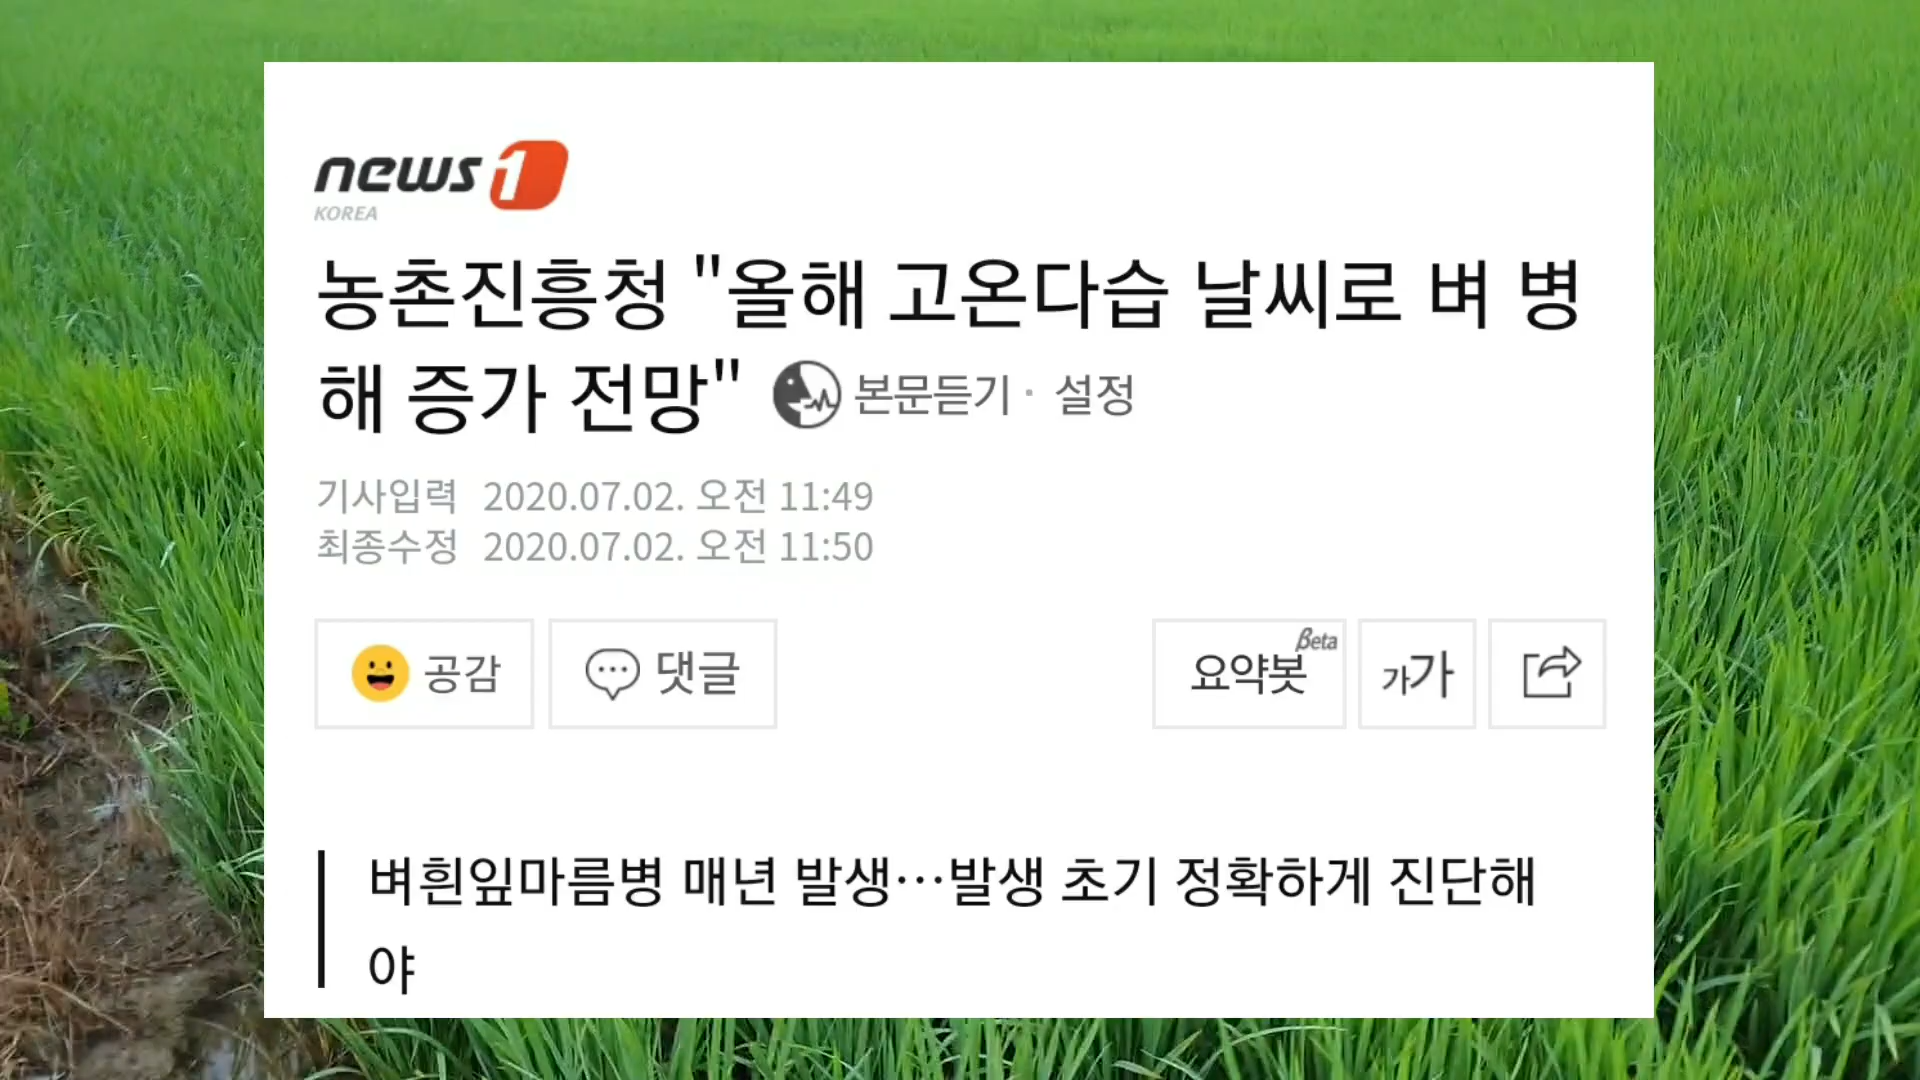 news1
KOREA
농촌진흥청 "올해 고온다습 날씨로 벼 병
해 증가 전망" 본문듣기 · 설정
기사입력 2020.07.02. 오전 11:49
최종수정 2020.07.02. 오전 11:50
공감 댓글 요약봇 Beta 가가
벼흰잎마름병 매년 발생…발생 초기 정확하게 진단해
야